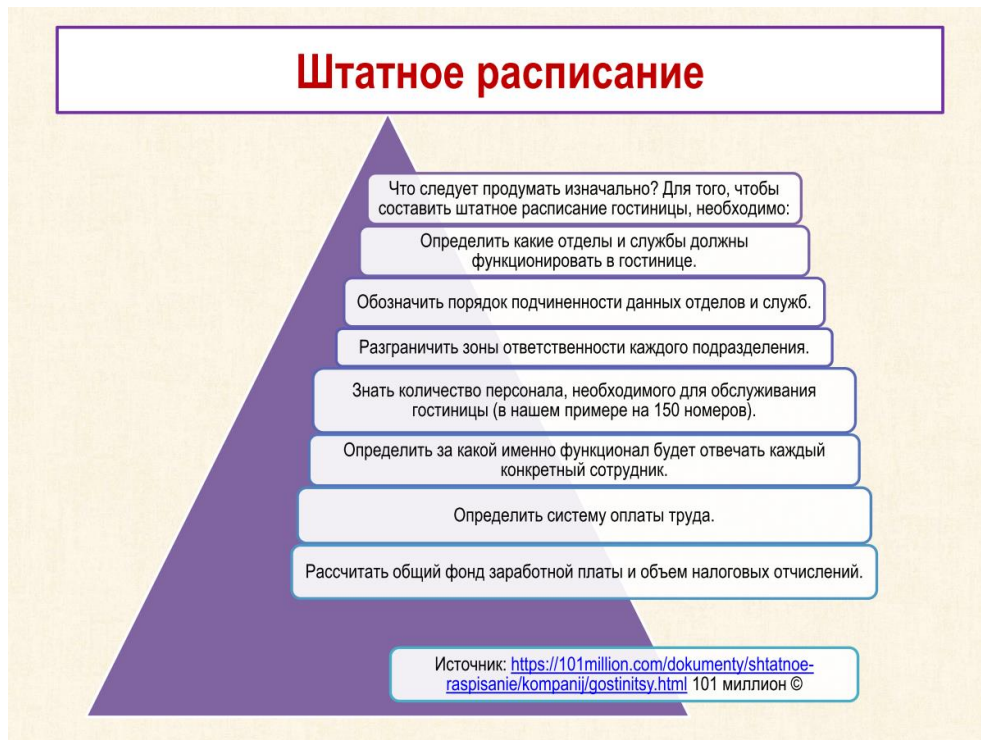 Штатное расписание
Что следует продумать изначально? Для того, чтобы
составить штатное расписание гостиницы, необходимо:
Определить какие отделы и службы должны
функционировать в гостинице.
Обозначить порядок подчиненности данных отделов и служб.
Разграничить зоны ответственности каждого подразделения.
Знать количество персонала, необходимого для обслуживания
гостиницы (в нашем примере на 150 номеров).
Определить за какой именно функционал будет отвечать каждый
конкретный сотрудник.
Определить систему оплаты труда.
Рассчитать общий фонд заработной платы и объем налоговых отчислений.
Источник: https://101million.com/dokumenty/shtatnoe-
raspisanie/kompanij/gostinitsy.html 101 миллион ©